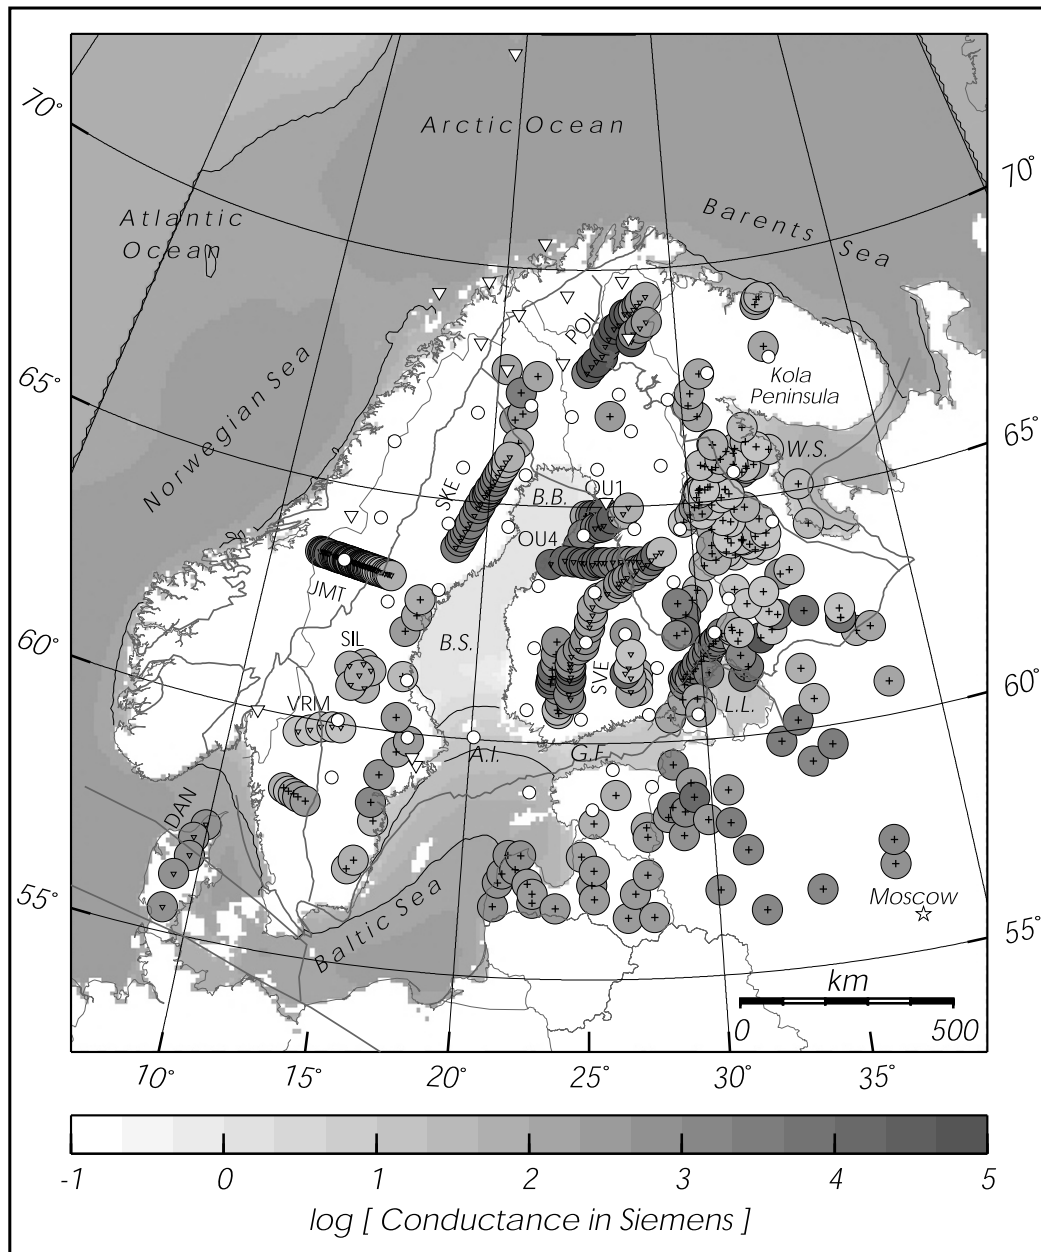 Arctic Ocean
70°
70°
Barents Sea
Atlantic
Ocean
POL
Kola
Peninsula
65°
65°
Norwegian Sea
W.S.
SKE
B.B.
OU1
OU4
JMT
SIL
B.S.
SVE
60°
60°
VRM
L.L.
A.I.
G.F.
DAN
Moscow
55°
55°
Baltic Sea
km
0 500
10° 15° 20° 25° 30° 35°
-1 0 1 2 3 4 5
log [ Conductance in Siemens ]